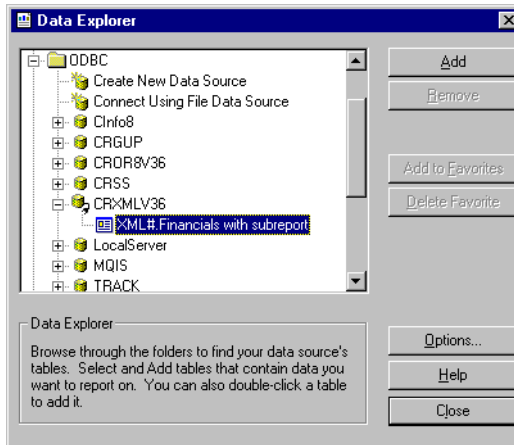 Data Explorer
ODBC
Create New Data Source
Connect Using File Data Source
CInfo8
CRGUP
CROR8V36
CRSS
CRXMLV36
XML#.Financials with subreport
LocalServer
MQIS
TRACK
Add
Remove
Add to Favorites
Delete Favorite
Data Explorer
Browse through the folders to find your data source's
tables. Select and Add tables that contain data you
want to report on. You can also double-click a table
to add it.
Options...
Help
Close